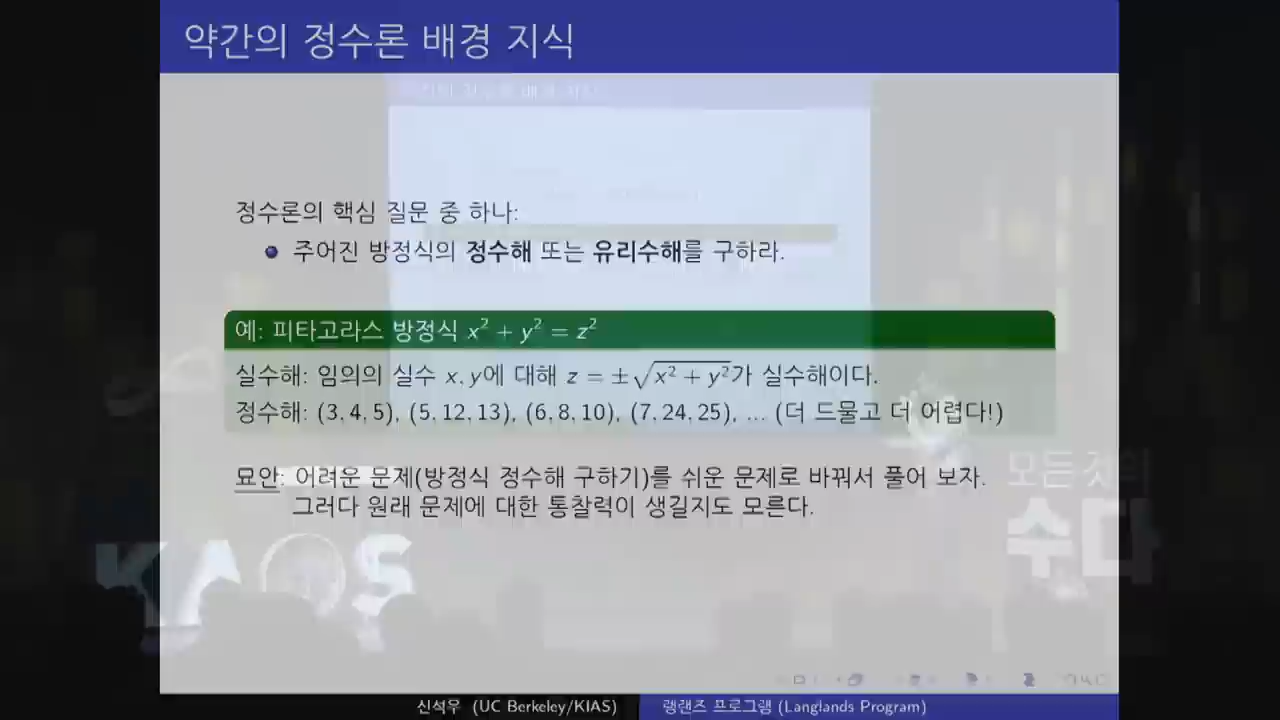 약간의 정수론 배경 지식
정수론의 핵심 질문 중 하나:
주어진 방정식의 정수해 또는 유리수해를 구하라.
예: 피타고라스 방정식 x² + y² = z²
실수해: 임의의 실수 x, y에 대해 z = ±√(x² + y²)가 실수해이다.
정수해: (3, 4, 5), (5, 12, 13), (6, 8, 10), (7, 24, 25), ... (더 드물고 더 어렵다!)
묘안: 어려운 문제(방정식 정수해 구하기)를 쉬운 문제로 바꿔서 풀어 보자.
그러다 원래 문제에 대한 통찰력이 생길지도 모른다.
모든 것의
수다
KAOS
신석우 (UC Berkeley/KIAS)
랭랜즈 프로그램 (Langlands Program)